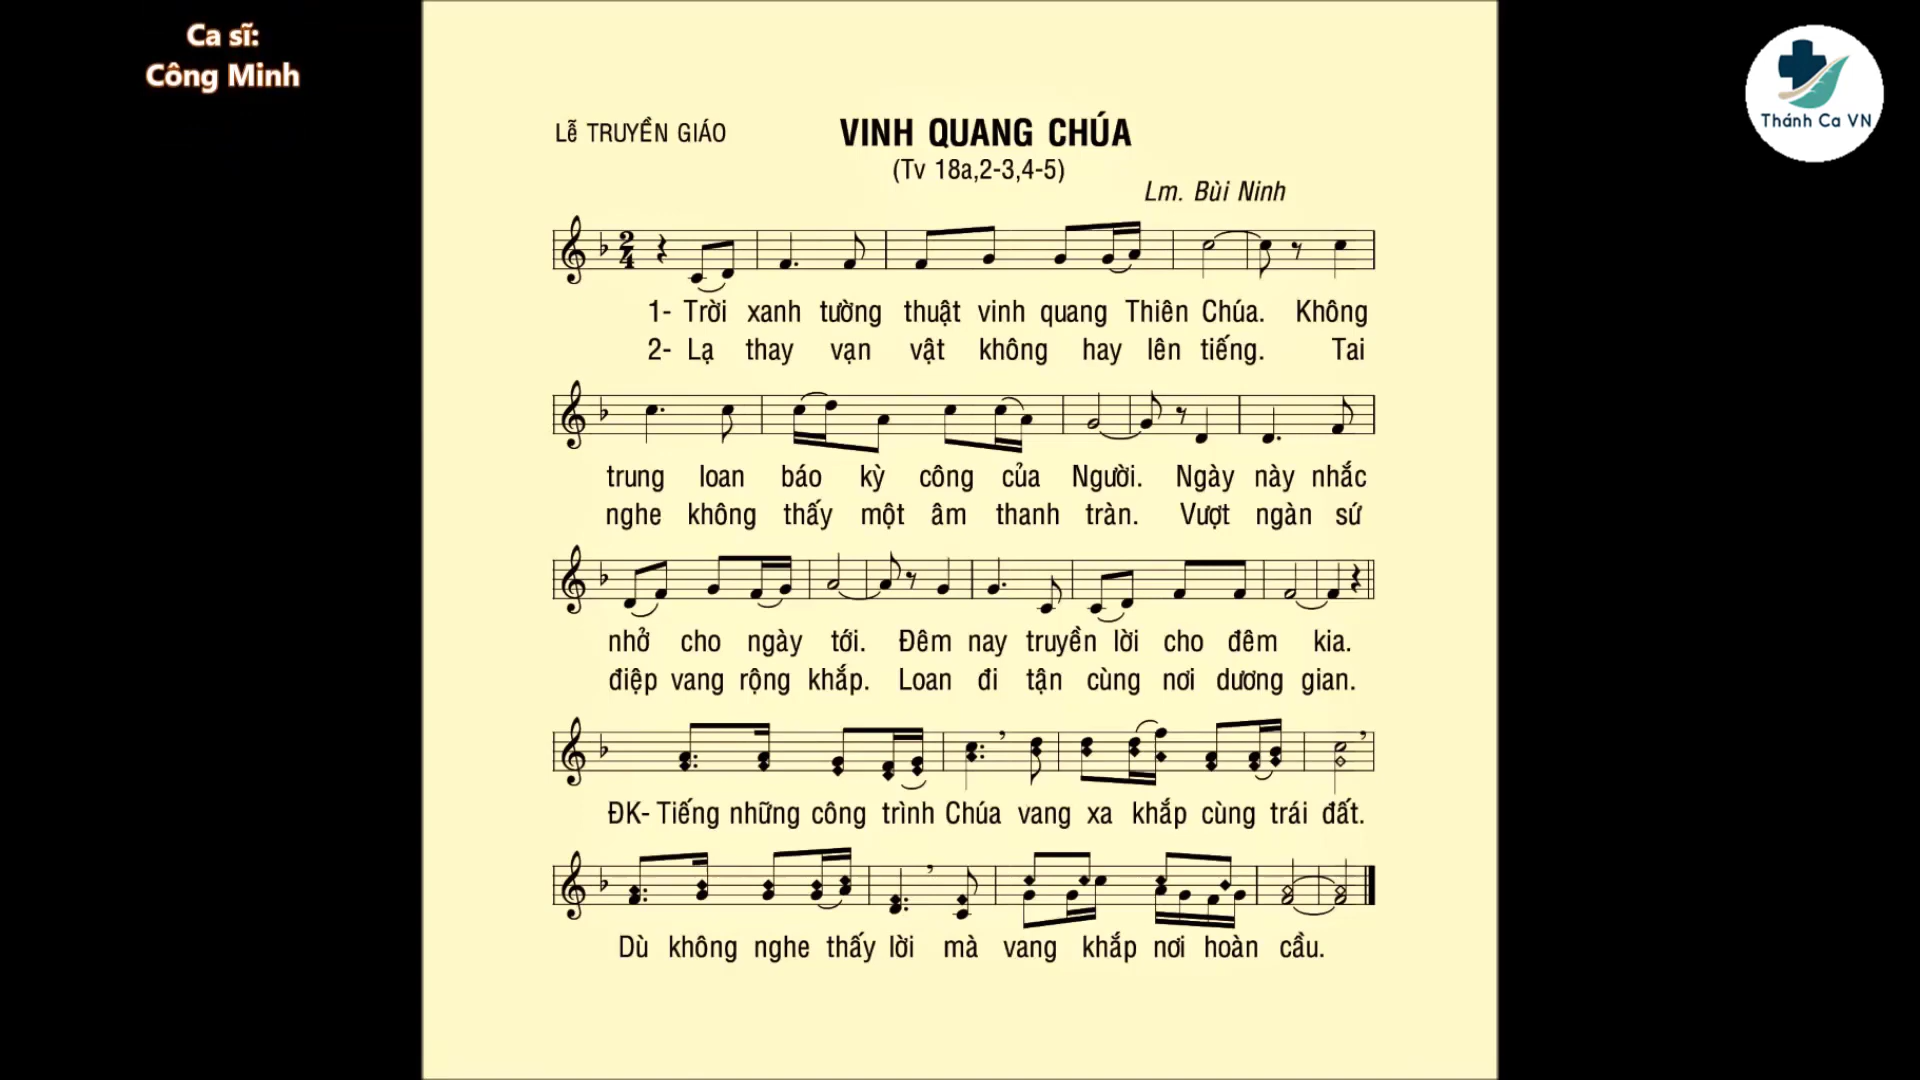 Ca sĩ:
Công Minh
Thánh Ca VN
Lễ TRUYỀN GIÁO
VINH QUANG CHÚA
(Tv 18a,2-3,4-5)
Lm. Bùi Ninh
1- Trời xanh tường thuật vinh quang Thiên Chúa. Không
2- Lạ thay vạn vật không hay lên tiếng. Tai
trung loan báo kỳ công của Người. Ngày này nhắc
nghe không thấy một âm thanh tràn. Vượt ngàn sứ
nhở cho ngày tới. Đêm nay truyền lời cho đêm kia.
điệp vang rộng khắp. Loan đi tận cùng nơi dương gian.
ĐK- Tiếng những công trình Chúa vang xa khắp cùng trái đất.
Dù không nghe thấy lời mà vang khắp nơi hoàn cầu.